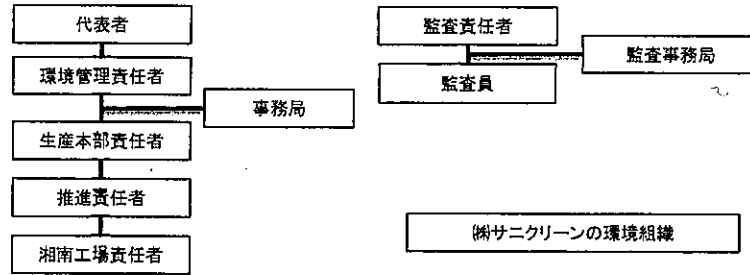 代表者
環境管理責任者
事務局
生産本部責任者
推進責任者
湘南工場責任者
監査責任者
監査事務局
監査員
㈱サニクリーンの環境組織